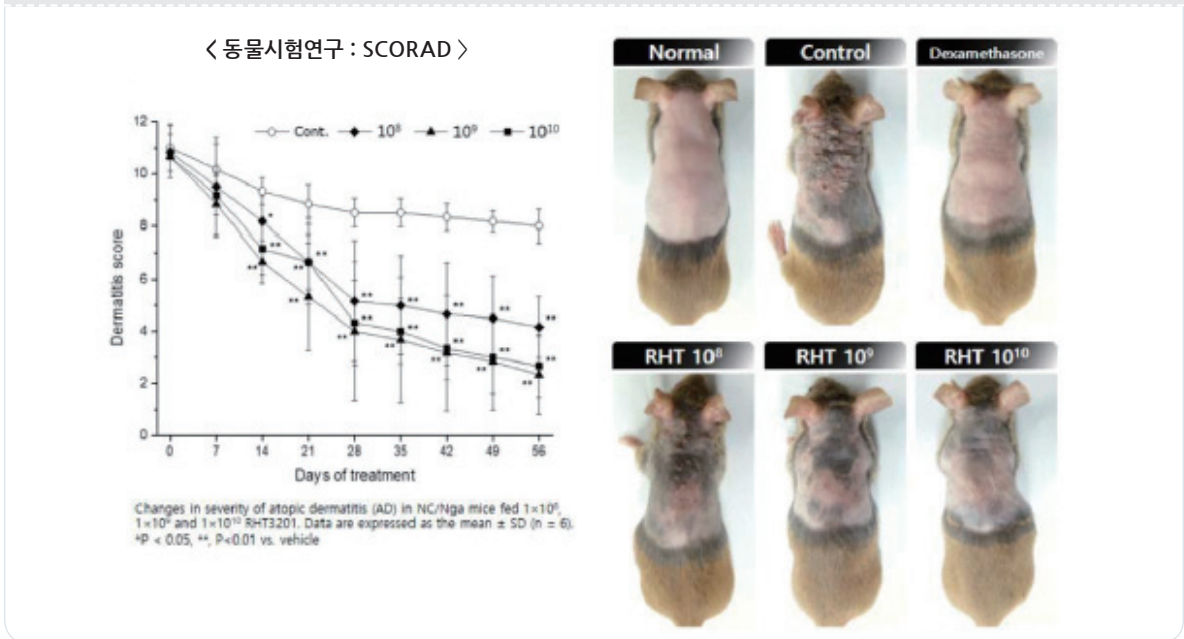 < 동물시험연구 : SCORAD >
Cont. 10⁸ 10⁹ 10¹⁰
12
10
8
6
4
2
0
Dermatitis score
0 7 14 21 28 35 42 49 56
Days of treatment
* ** **
** ** **
** ** **
** ** **
** ** **
** ** **
** ** **
Changes in severity of atopic dermatitis (AD) in NC/Nga mice fed 1×10⁸,
1×10⁹ and 1×10¹⁰ RHT3201. Data are expressed as the mean ± SD (n = 6).
*P < 0.05, **, P<0.01 vs. vehicle
Normal
Control
Dexamethasone
RHT 10⁸
RHT 10⁹
RHT 10¹⁰